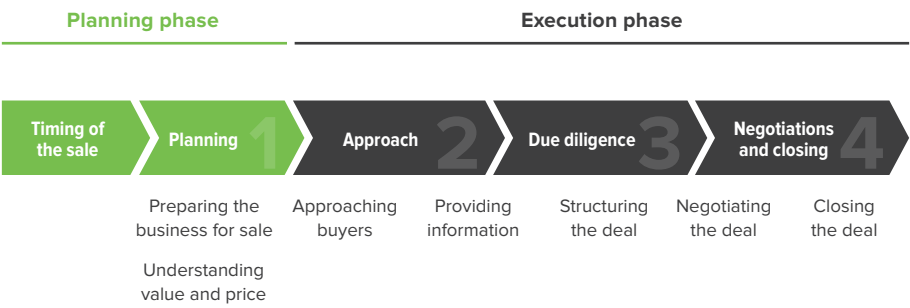 Planning phase
Execution phase
Timing of
the sale
Planning
1
Approach
2
Due diligence
3
Negotiations
and closing
4
Preparing the
business for sale
Understanding
value and price
Approaching
buyers
Providing
information
Structuring
the deal
Negotiating
the deal
Closing
the deal